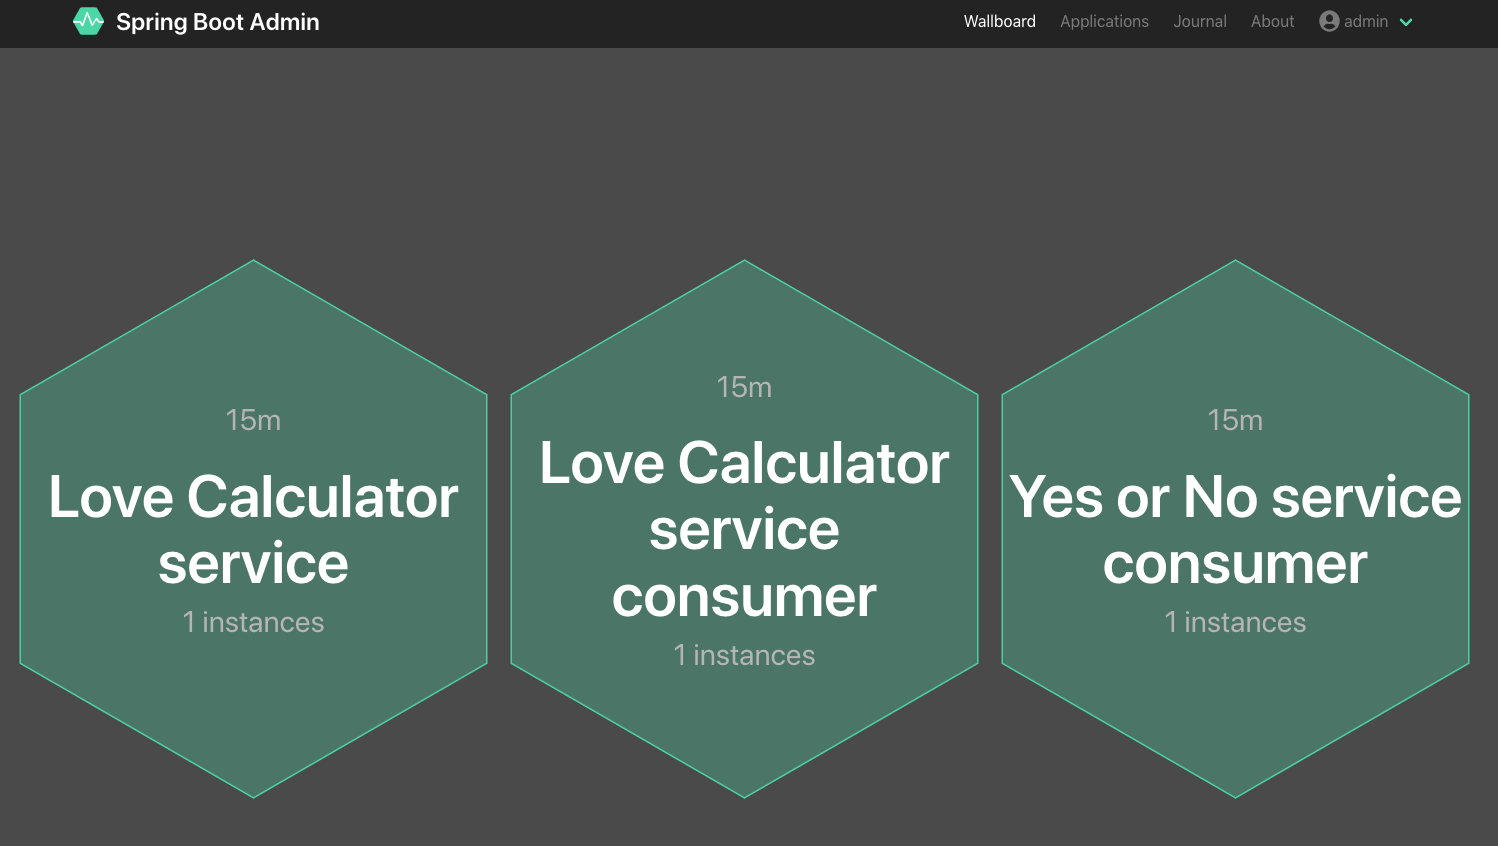 Spring Boot Admin
Wallboard Applications Journal About admin
15m
Love Calculator
service
1 instances
15m
Love Calculator
service
consumer
1 instances
15m
Yes or No service
consumer
1 instances